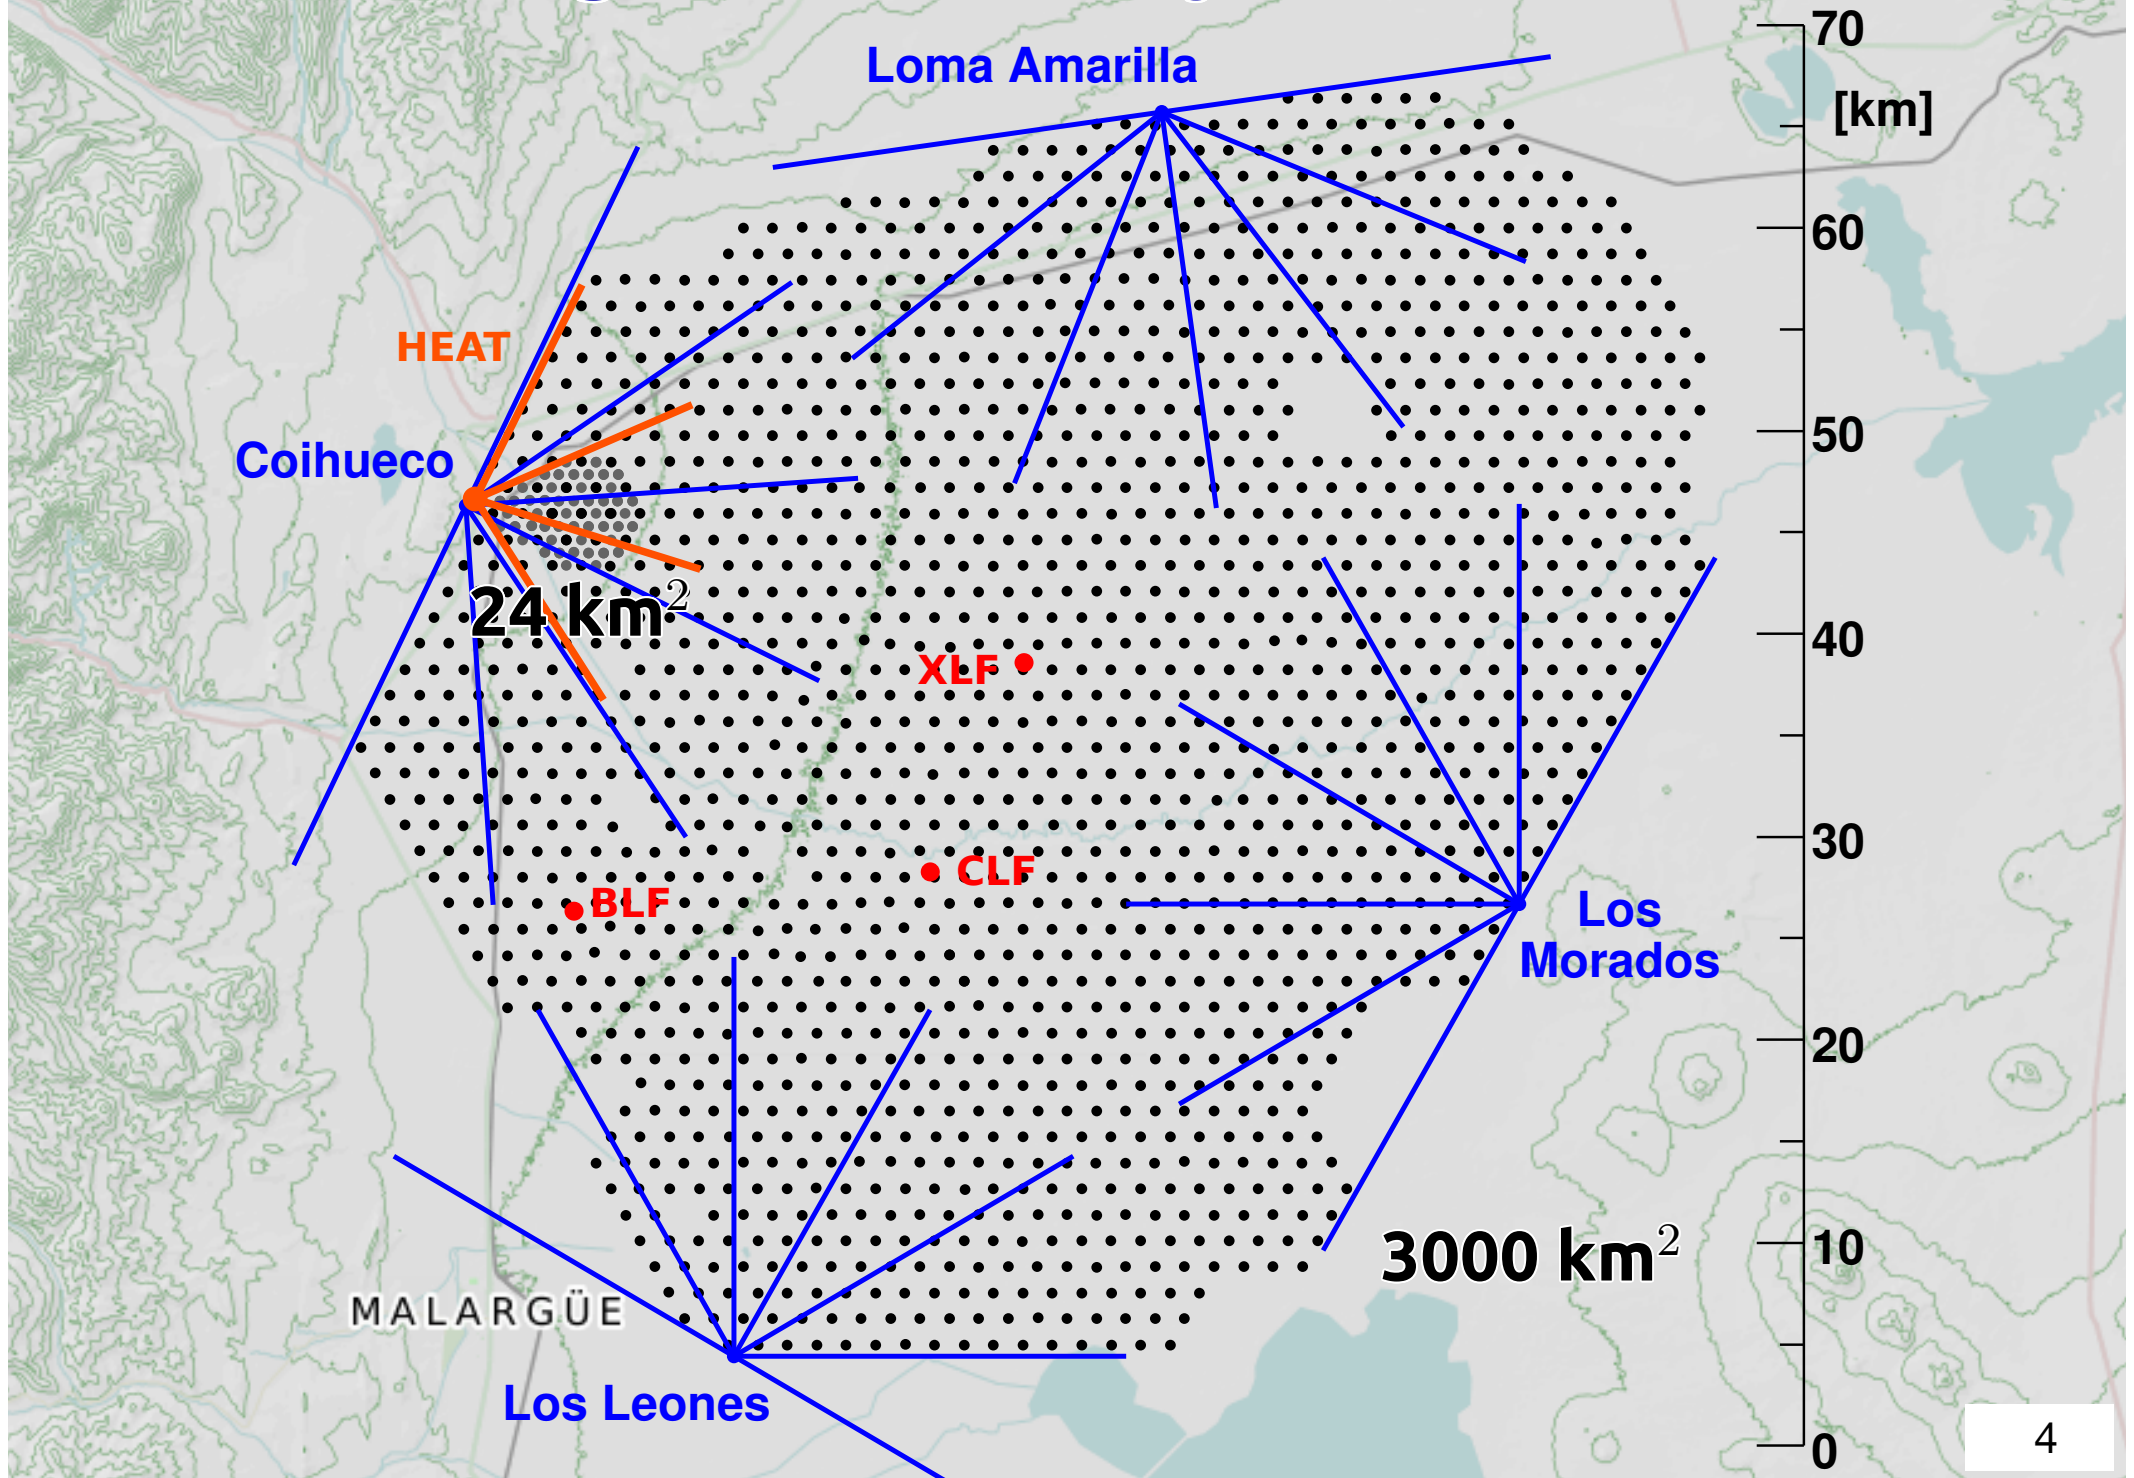 Loma Amarilla
70
[km]
60
HEAT
50
Coihueco
24 km²
40
XLF
30
CLF
BLF
Los
Morados
20
10
3000 km²
MALARGÜE
Los Leones
4
0